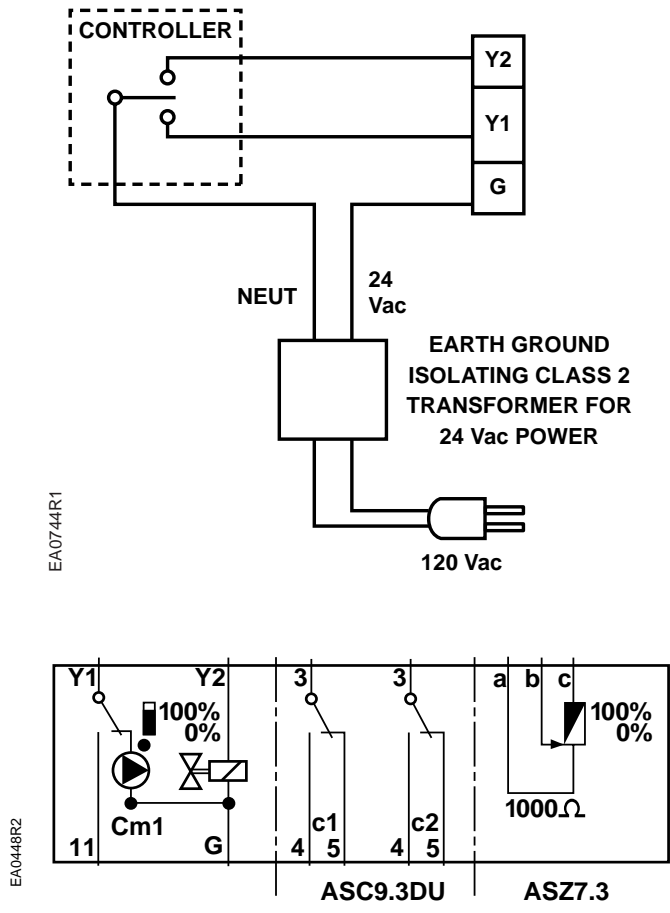 CONTROLLER
Y2
Y1
G
NEUT
24
Vac
EARTH GROUND
ISOLATING CLASS 2
TRANSFORMER FOR
24 Vac POWER
120 Vac
EA0744R1
Y1 Y2 3 3 a b c
100% 100%
0% 0%
1000Ω
Cm1 c1 c2
11 G 4 5 4 5
ASC9.3DU ASZ7.3
EA0448R2